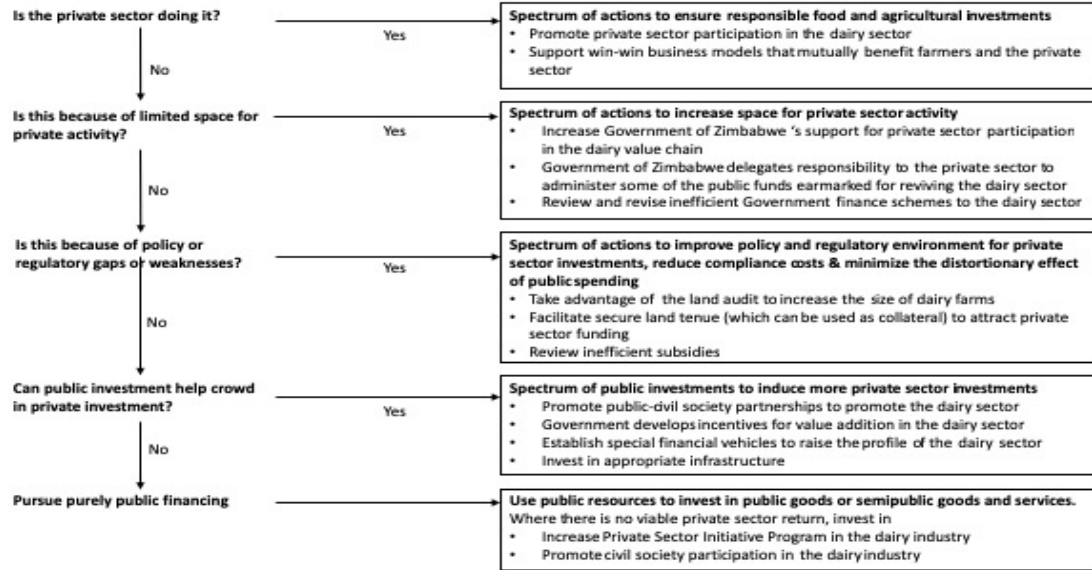 Is the private sector doing it?
Yes
Spectrum of actions to ensure responsible food and agricultural investments
• Promote private sector participation in the dairy sector
• Support win-win business models that mutually benefit farmers and the private
sector
No
Is this because of limited space for
private activity?
Yes
Spectrum of actions to increase space for private sector activity
• Increase Government of Zimbabwe 's support for private sector participation
in the dairy value chain
• Government of Zimbabwe delegates responsibility to the private sector to
administer some of the public funds earmarked for reviving the dairy sector
• Review and revise inefficient Government finance schemes to the dairy sector
No
Is this because of policy or
regulatory gaps or weaknesses?
Yes
Spectrum of actions to improve policy and regulatory environment for private
sector investments, reduce compliance costs & minimize the distortionary effect
of public spending
• Take advantage of the land audit to increase the size of dairy farms
• Facilitate secure land tenure (which can be used as collateral) to attract private
sector funding
• Review inefficient subsidies
No
Can public investment help crowd
in private investment?
Yes
Spectrum of public investments to induce more private sector investments
• Promote public-civil society partnerships to promote the dairy sector
• Government develops incentives for value addition in the dairy sector
• Establish special financial vehicles to raise the profile of the dairy sector
• Invest in appropriate infrastructure
No
Pursue purely public financing
Use public resources to invest in public goods or semipublic goods and services.
Where there is no viable private sector return, invest in
• Increase Private Sector Initiative Program in the dairy industry
• Promote civil society participation in the dairy industry